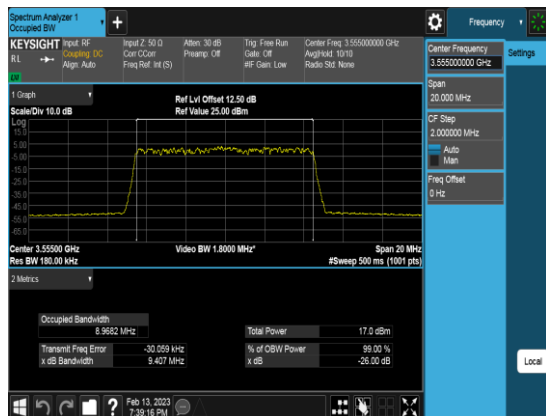 Spectrum Analyzer 1
Occupied BW
+
Frequency
KEYSIGHT
RL
Input: RF
Coupling: DC
Align: Auto
Input Z: 50 Ω
Corr CCorr
Freq Ref: Int (S)
Atten: 30 dB
Preamp: Off
Trig: Free Run
Gate: Off
#IF Gain: Low
Center Freq: 3.555000000 GHz
Avg|Hold: 10/10
Radio Std: None
Center Frequency
3.555000000 GHz
Settings
Span
20.000 MHz
CF Step
2.000000 MHz
Auto
Man
Freq Offset
0 Hz
Local
1 Graph
Scale/Div 10.0 dB
Ref Lvl Offset 12.50 dB
Ref Value 25.00 dBm
Log
15.0
5.00
-5.00
-15.0
-25.0
-35.0
-45.0
-55.0
-65.0
Center 3.55500 GHz
Res BW 180.00 kHz
Video BW 1.8000 MHz*
Span 20 MHz
#Sweep 500 ms (1001 pts)
2 Metrics
Occupied Bandwidth
8.9682 MHz
Total Power 17.0 dBm
Transmit Freq Error -30.059 kHz
% of OBW Power 99.00 %
x dB Bandwidth 9.407 MHz
x dB -26.00 dB
?
Feb 13, 2023
7:39:16 PM